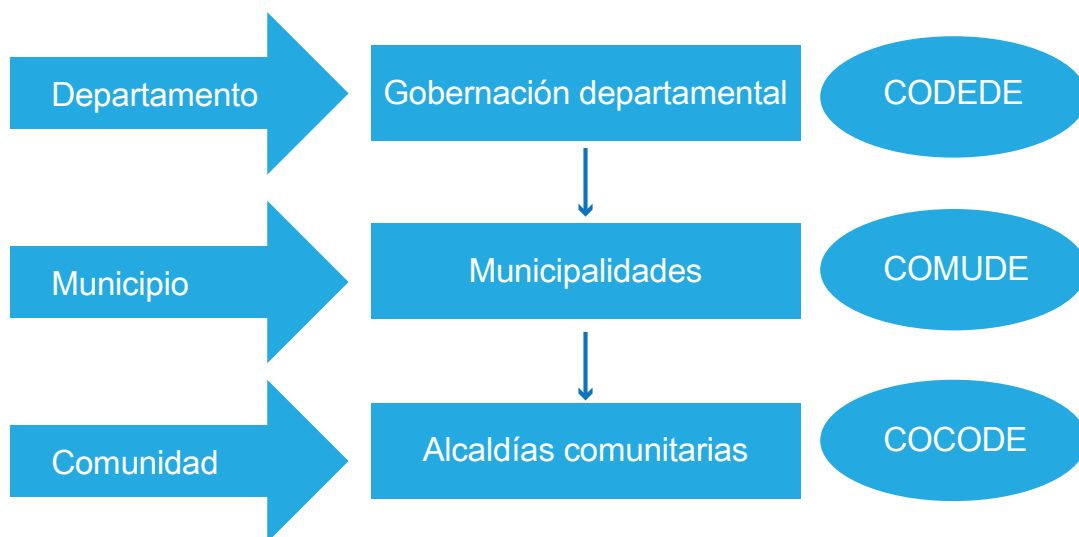 Departamento
Gobernación departamental
CODEDE
Municipio
Municipalidades
COMUDE
Comunidad
Alcaldías comunitarias
COCODE